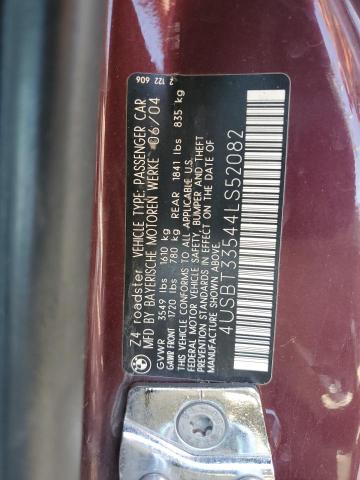 Z4 roadster VEHICLE TYPE: PASSENGER CAR
MFD BY BAYERISCHE MOTOREN WERKE 06/04
GVWR 3549 lbs 1610 kg
GAWR FRONT 1720 lbs 780 kg REAR 1841 lbs 835 kg
THIS VEHICLE CONFORMS TO ALL APPLICABLE U.S.
FEDERAL MOTOR VEHICLE SAFETY, BUMPER AND THEFT
PREVENTION STANDARDS IN EFFECT ON THE DATE OF
MANUFACTURE SHOWN ABOVE.
4USBT33544LS52082
122 606